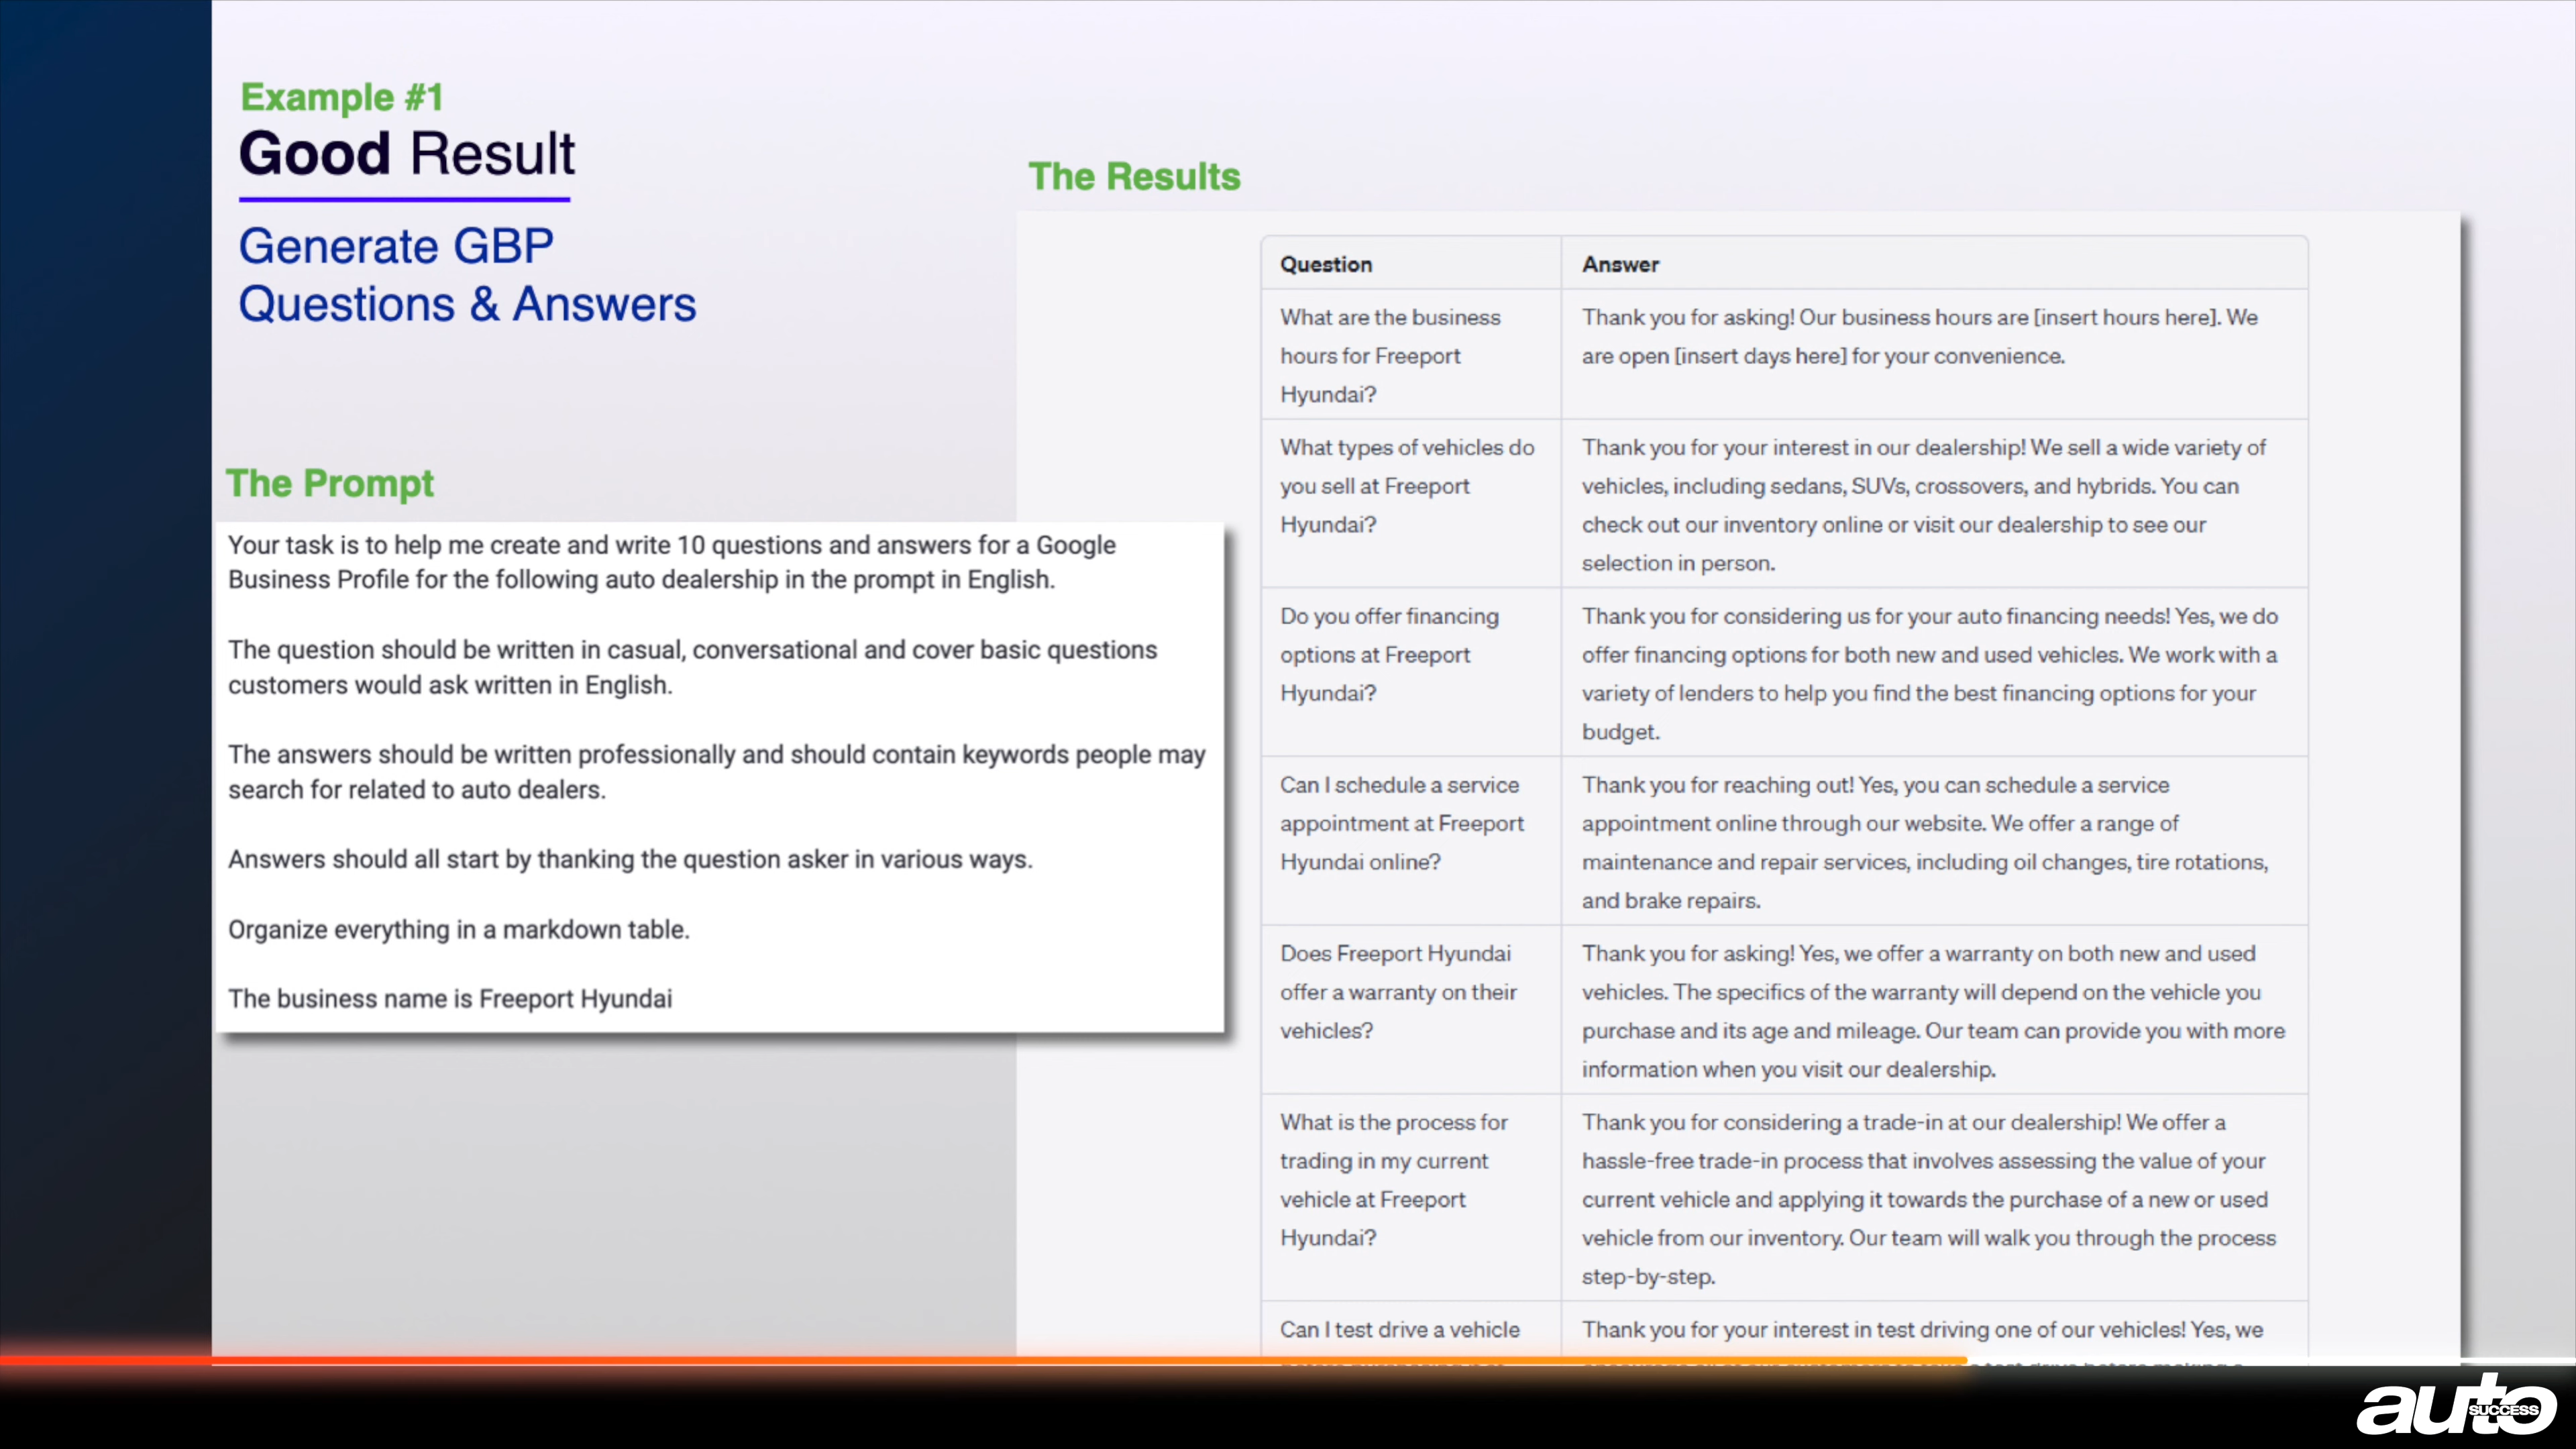 Example #1
Good Result
Generate GBP
Questions & Answers
The Prompt
Your task is to help me create and write 10 questions and answers for a Google
Business Profile for the following auto dealership in the prompt in English.
The question should be written in casual, conversational and cover basic questions
customers would ask written in English.
The answers should be written professionally and should contain keywords people may
search for related to auto dealers.
Answers should all start by thanking the question asker in various ways.
Organize everything in a markdown table.
The business name is Freeport Hyundai
The Results
Question
Answer
What are the business
hours for Freeport
Hyundai?
Thank you for asking! Our business hours are [insert hours here]. We
are open [insert days here] for your convenience.
What types of vehicles do
you sell at Freeport
Hyundai?
Thank you for your interest in our dealership! We sell a wide variety of
vehicles, including sedans, SUVs, crossovers, and hybrids. You can
check out our inventory online or visit our dealership to see our
selection in person.
Do you offer financing
options at Freeport
Hyundai?
Thank you for considering us for your auto financing needs! Yes, we do
offer financing options for both new and used vehicles. We work with a
variety of lenders to help you find the best financing options for your
budget.
Can I schedule a service
appointment at Freeport
Hyundai online?
Thank you for reaching out! Yes, you can schedule a service
appointment online through our website. We offer a range of
maintenance and repair services, including oil changes, tire rotations,
and brake repairs.
Does Freeport Hyundai
offer a warranty on their
vehicles?
Thank you for asking! Yes, we offer a warranty on both new and used
vehicles. The specifics of the warranty will depend on the vehicle you
purchase and its age and mileage. Our team can provide you with more
information when you visit our dealership.
What is the process for
trading in my current
vehicle at Freeport
Hyundai?
Thank you for considering a trade-in at our dealership! We offer a
hassle-free trade-in process that involves assessing the value of your
current vehicle and applying it towards the purchase of a new or used
vehicle from our inventory. Our team will walk you through the process
step-by-step.
Can I test drive a vehicle
Thank you for your interest in test driving one of our vehicles! Yes, we
auto
SUCCESS